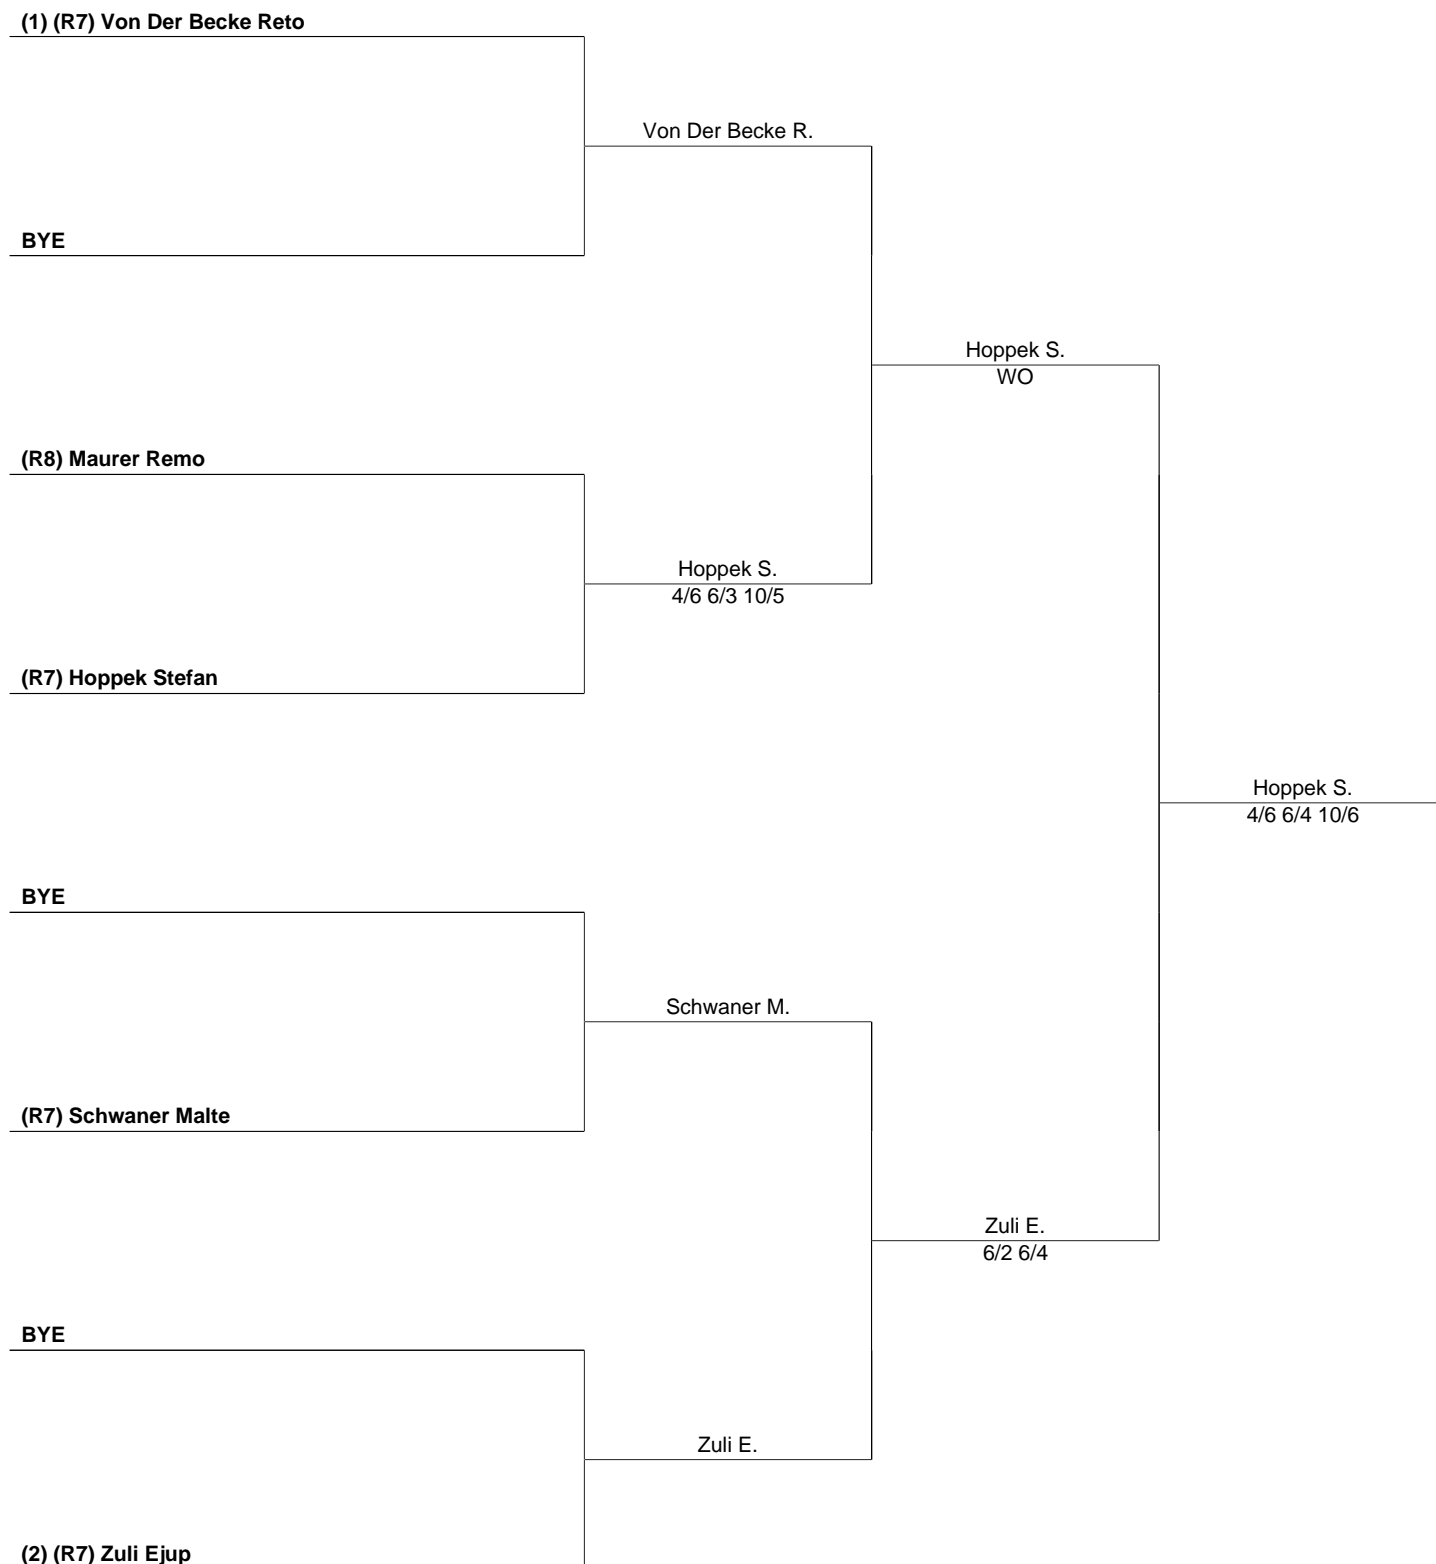 (1) (R7) Von Der Becke Reto
Von Der Becke R.
BYE
Hoppek S.
WO
(R8) Maurer Remo
Hoppek S.
4/6 6/3 10/5
(R7) Hoppek Stefan
Hoppek S.
4/6 6/4 10/6
BYE
Schwaner M.
(R7) Schwaner Malte
Zuli E.
6/2 6/4
BYE
Zuli E.
(2) (R7) Zuli Ejup